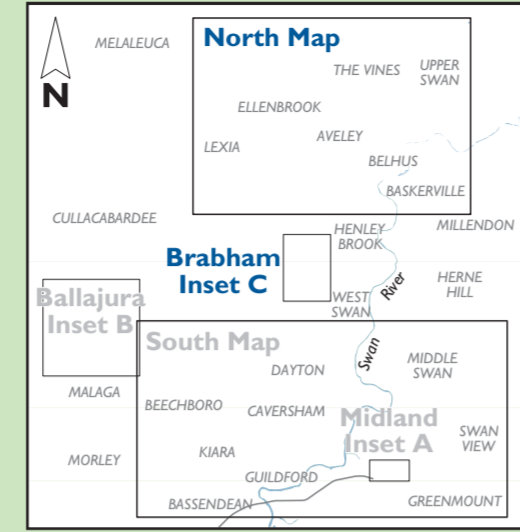 N
MELALEUCA
North Map
THE VINES
UPPER
SWAN
ELLENBROOK
LEXIA
AVELEY
BELHUS
BASKERVILLE
CULLACABARDEE
HENLEY
BROOK
MILLENDON
Brabham
Inset C
WEST
SWAN
River
HERNE
HILL
Ballajura
Inset B
South Map
Swan
DAYTON
MIDDLE
SWAN
MALAGA
BEECHBORO
CAVERSHAM
Midland
Inset A
SWAN
VIEW
MORLEY
KIARA
GUILDFORD
BASSENDEAN
GREENMOUNT